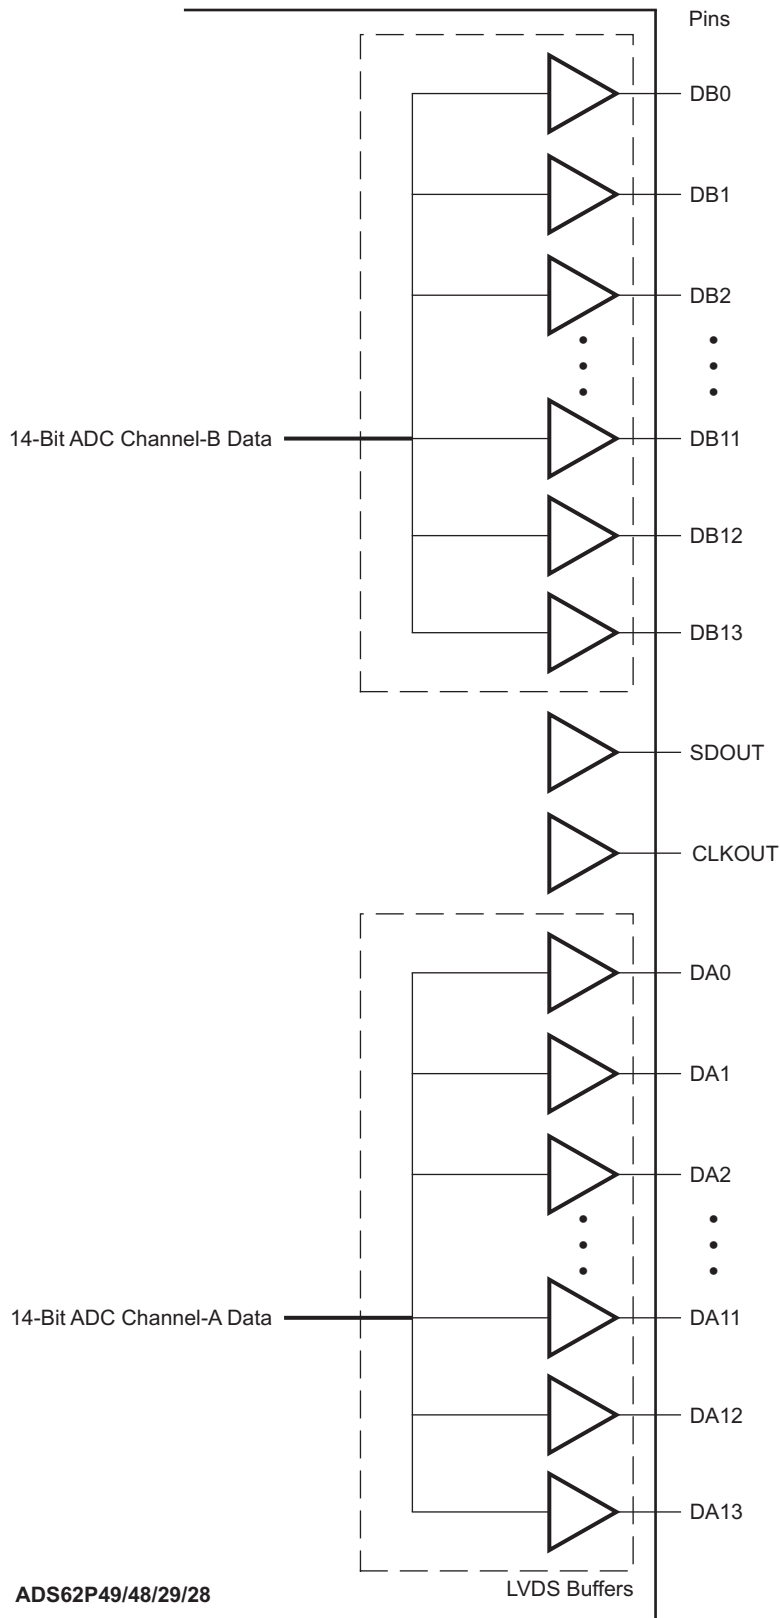 Pins
DB0
DB1
DB2
14-Bit ADC Channel-B Data
DB11
DB12
DB13
SDOUT
CLKOUT
DA0
DA1
DA2
14-Bit ADC Channel-A Data
DA11
DA12
DA13
LVDS Buffers
ADS62P49/48/29/28